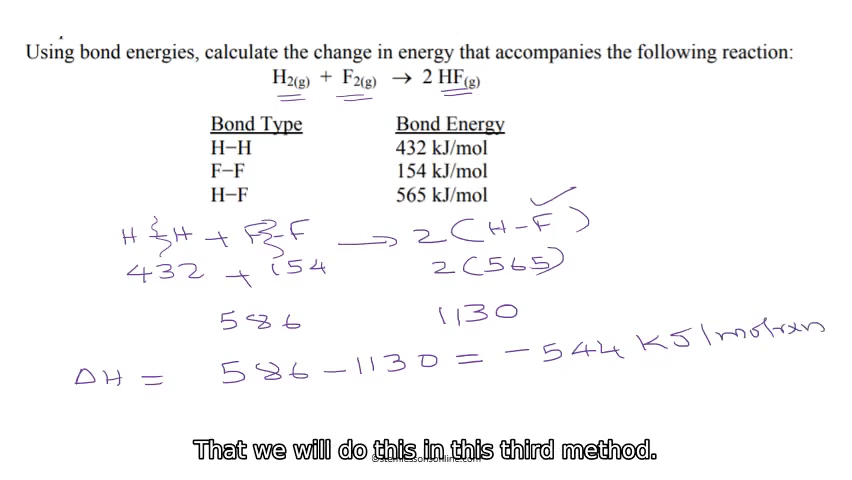 Using bond energies, calculate the change in energy that accompanies the following reaction:
H2(g) + F2(g) → 2 HF(g)
Bond Type Bond Energy
H−H 432 kJ/mol
F−F 154 kJ/mol
H−F 565 kJ/mol
H-H + F-F → 2(H-F)
432 + 154 2(565)
586 1130
ΔH = 586 - 1130 = -544 KJ/molrxn
That we will do this in this third method.
©stemlessonsonline.com